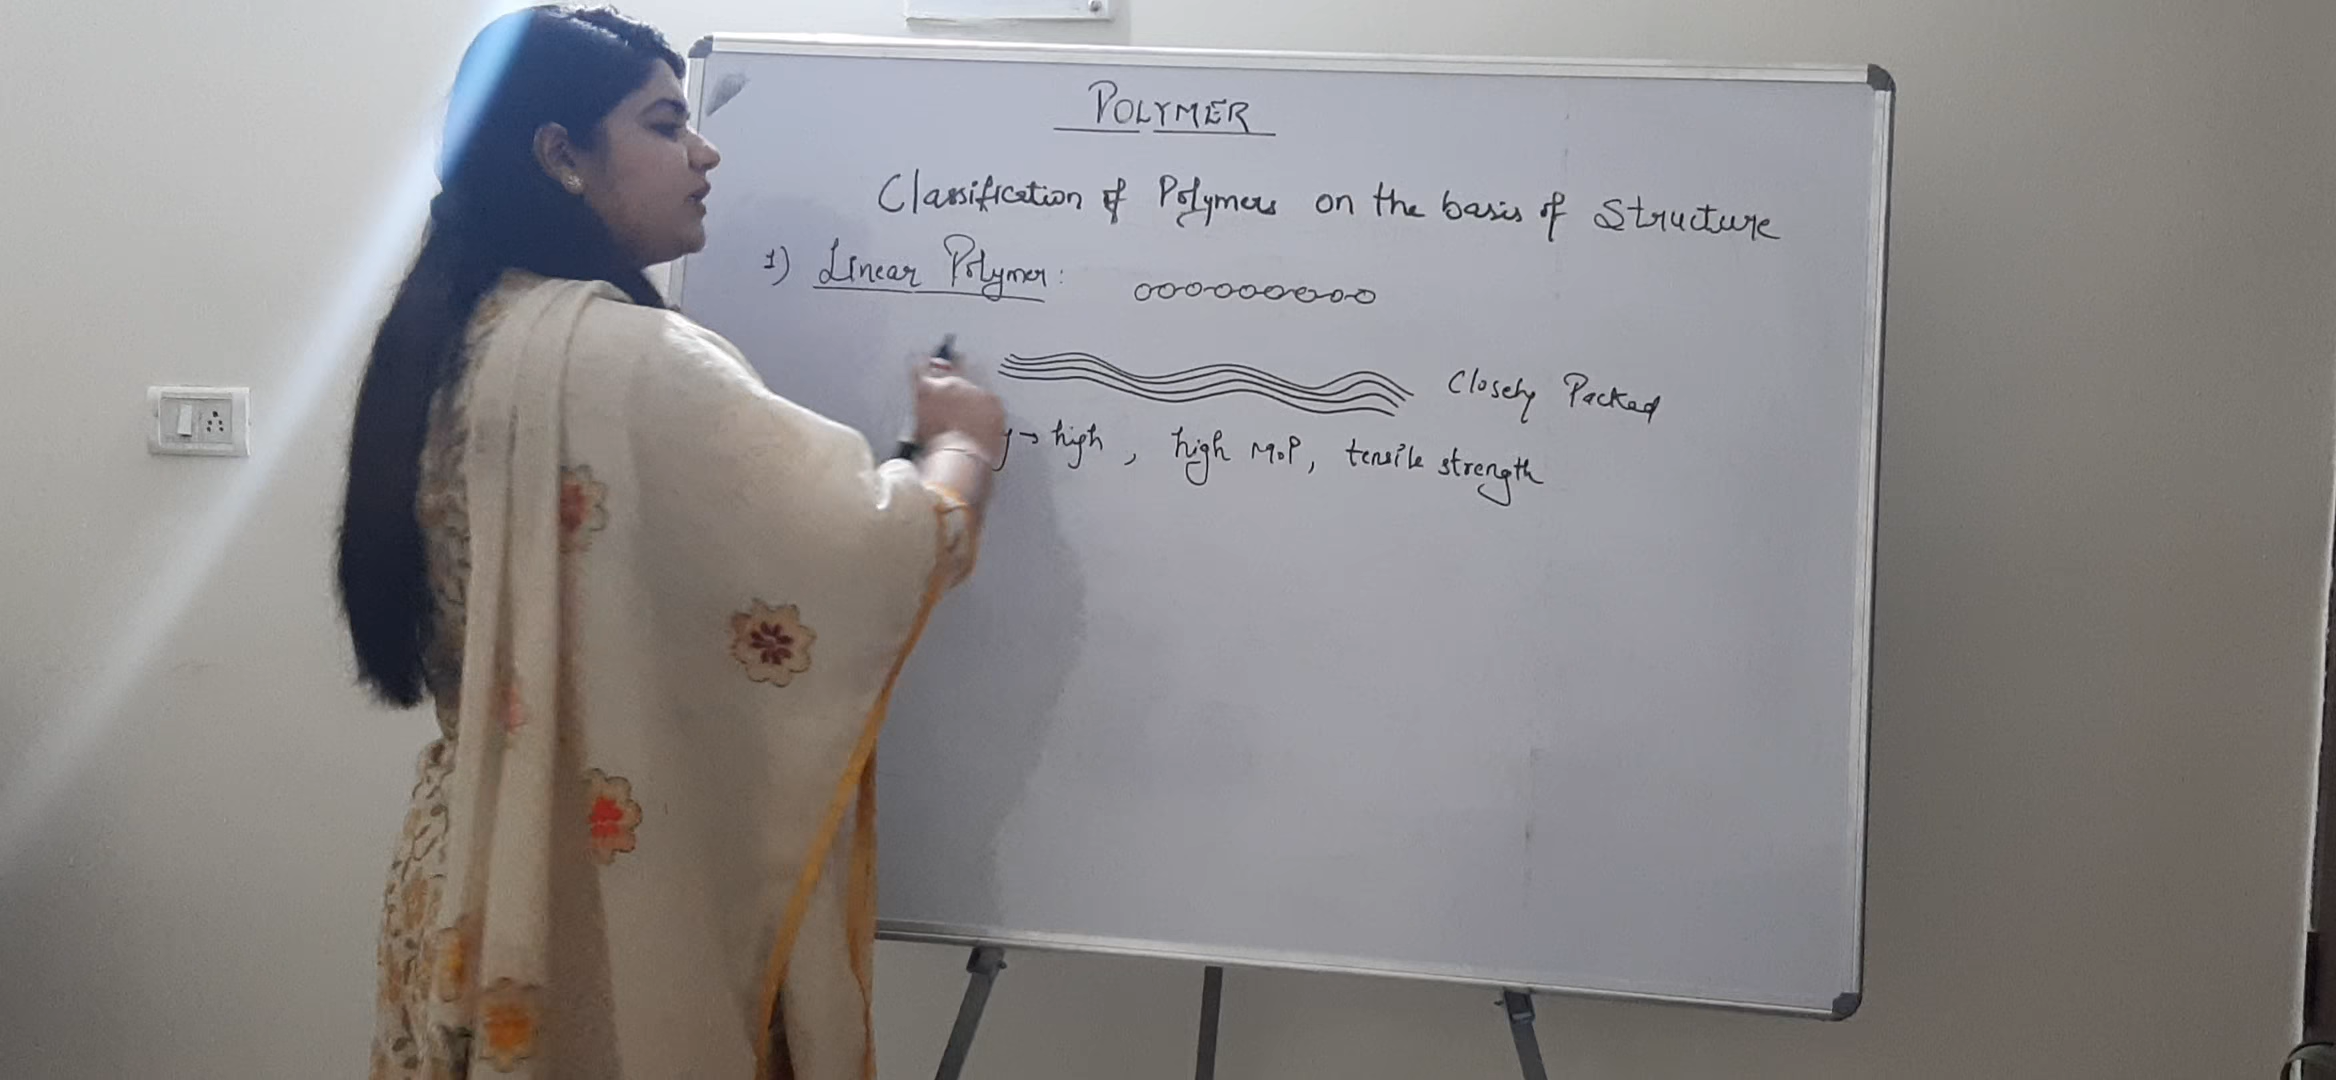 POLYMER
Classification of Polymers on the basis of Structure
1) Linear Polymer:
Closely Packed
y → high, high M.P, tensile strength